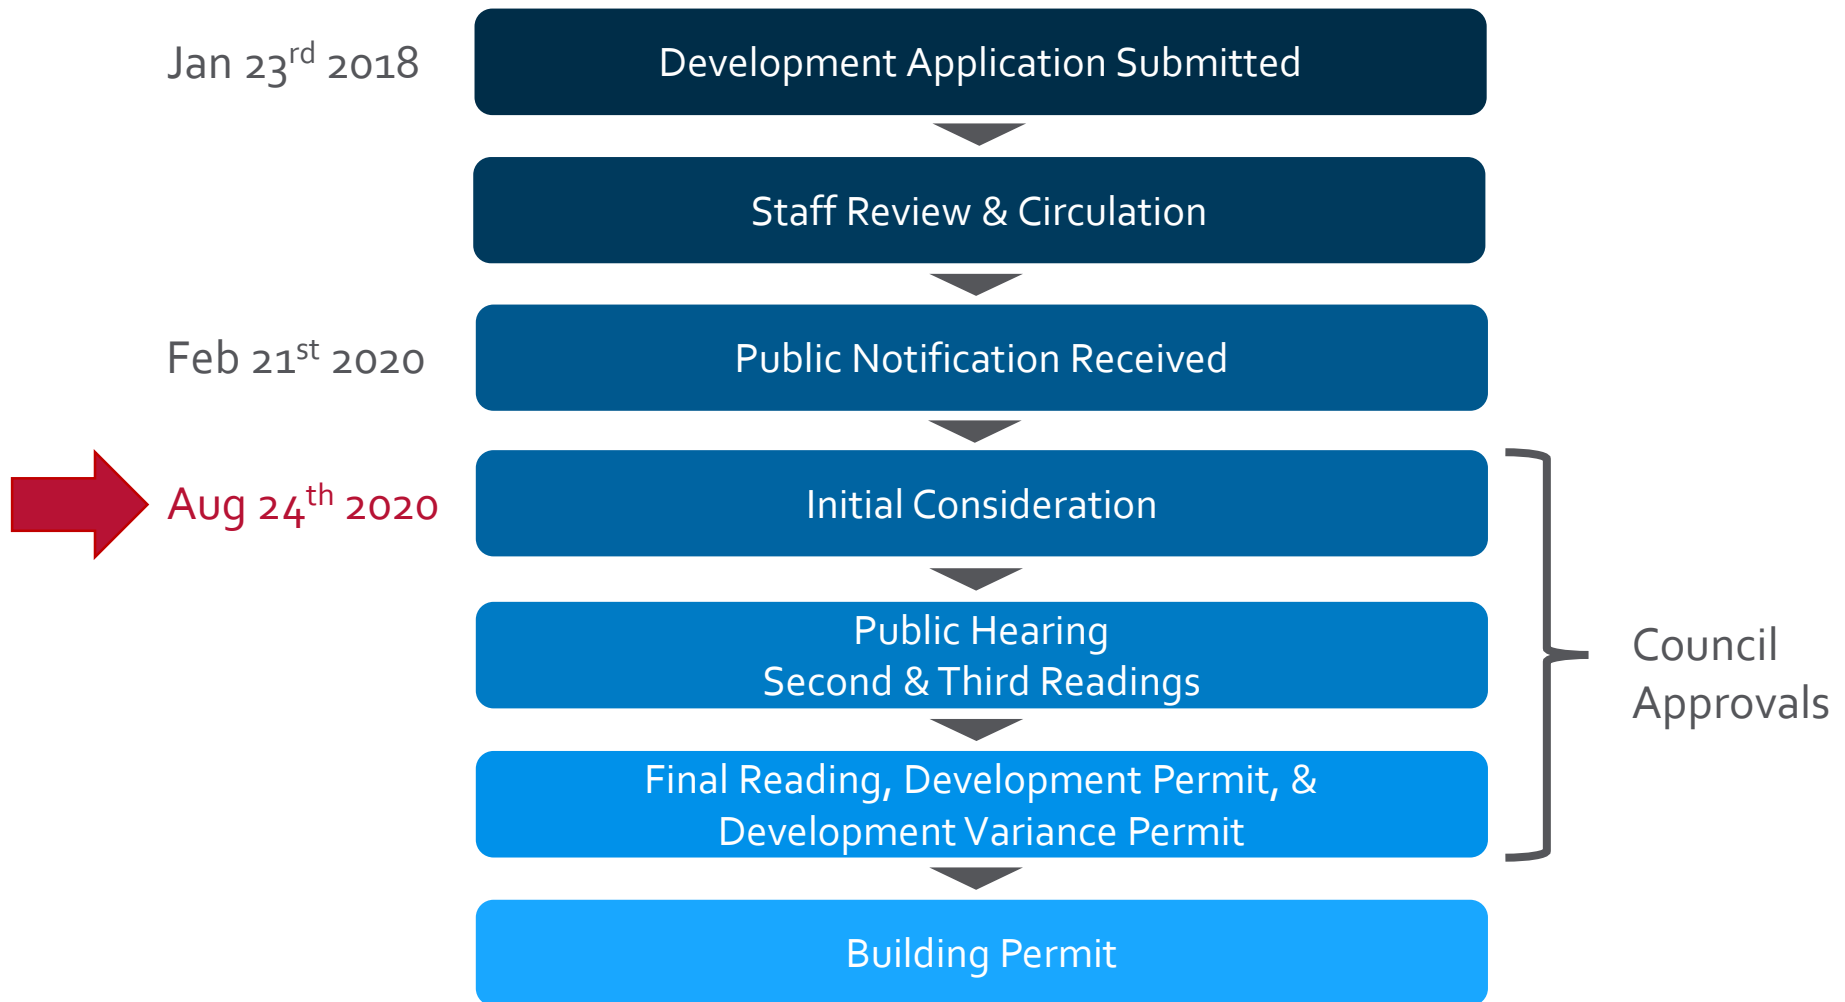 Jan 23rd 2018
Development Application Submitted
Staff Review & Circulation
Feb 21st 2020
Public Notification Received
Aug 24th 2020
Initial Consideration
Public Hearing
Second & Third Readings
Council
Approvals
Final Reading, Development Permit, &
Development Variance Permit
Building Permit